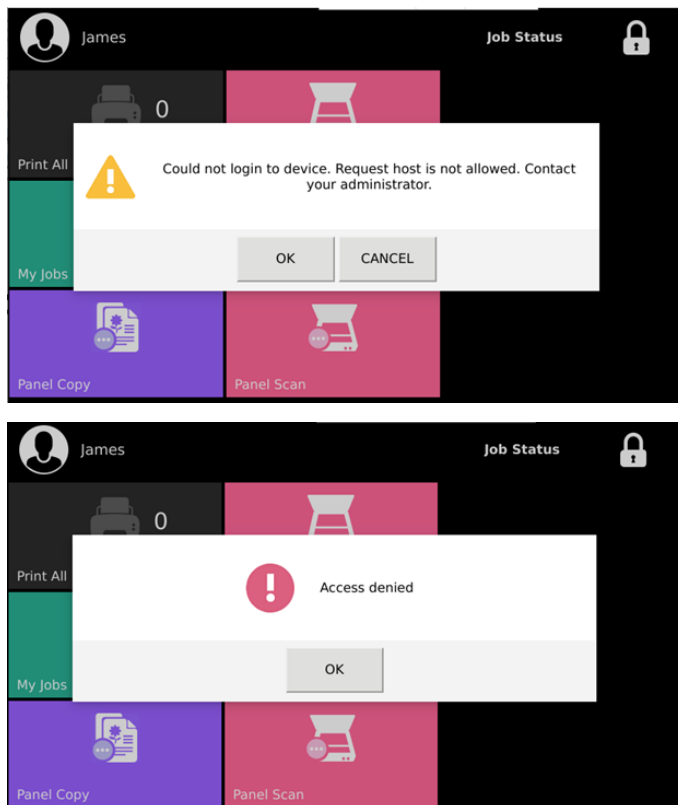 James
Job Status
0
Print All
Could not login to device. Request host is not allowed. Contact
your administrator.
OK
CANCEL
My Jobs
Panel Copy
Panel Scan
James
Job Status
0
Print All
Access denied
OK
My Jobs
Panel Copy
Panel Scan